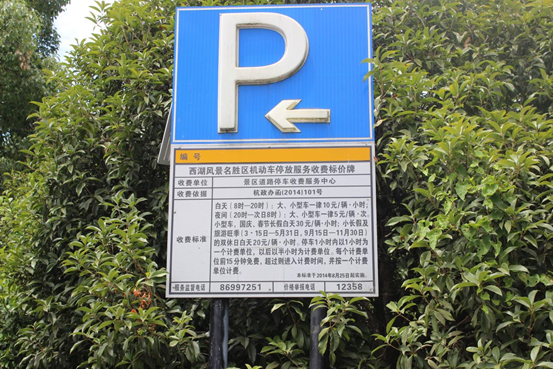 P
编 号
西湖风景名胜区机动车停放服务收费标价牌
收费单位 景区道路停车收费服务中心
收费依据 杭政办函(2014)101号
收费标准
白天(8时—20时)：大、小型车一律10元/辆·小时；
夜间(20时一次日8时)：大、小型车一律5元/辆·次。
小型车，国庆、春节长假白天30元/辆·小时；小长假及
旅游旺季(3·15日-5月31日，9月15日-11月30日)
的双休日白天20元/辆·小时，停车1小时内以1小时为
一个计费单位，以后以半小时为计费单位。每个计费单
位前15分钟免费，超过则进入计费时间，并按一个计费
单位计费。
本标准于2014年8月25日起实施。
服务监督电话 86997251 价格举报电话 12358